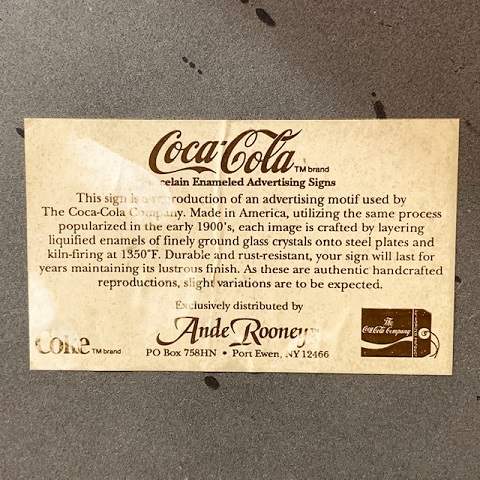 Coca-Cola TM brand
Porcelain Enameled Advertising Signs
This sign is a reproduction of an advertising motif used by
The Coca-Cola Company. Made in America, utilizing the same process
popularized in the early 1900's, each image is crafted by layering
liquified enamels of finely ground glass crystals onto steel plates and
kiln-firing at 1350°F. Durable and rust-resistant, your sign will last for
years maintaining its lustrous finish. As these are authentic handcrafted
reproductions, slight variations are to be expected.
Exclusively distributed by
Ande Rooney
PO Box 758HN • Port Ewen, NY 12466
Coke TM brand
The
Coca-Cola Company